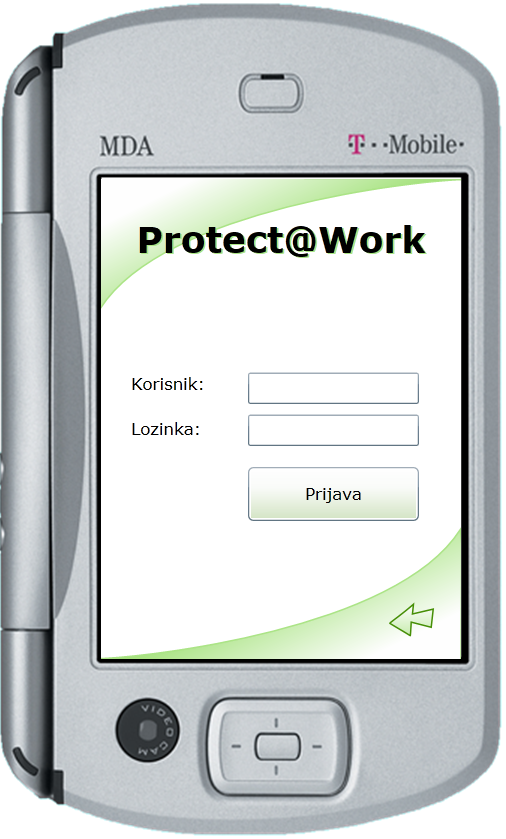 MDA
T··Mobile·
Protect@Work
Korisnik:
Lozinka:
Prijava
VIDEO CAM